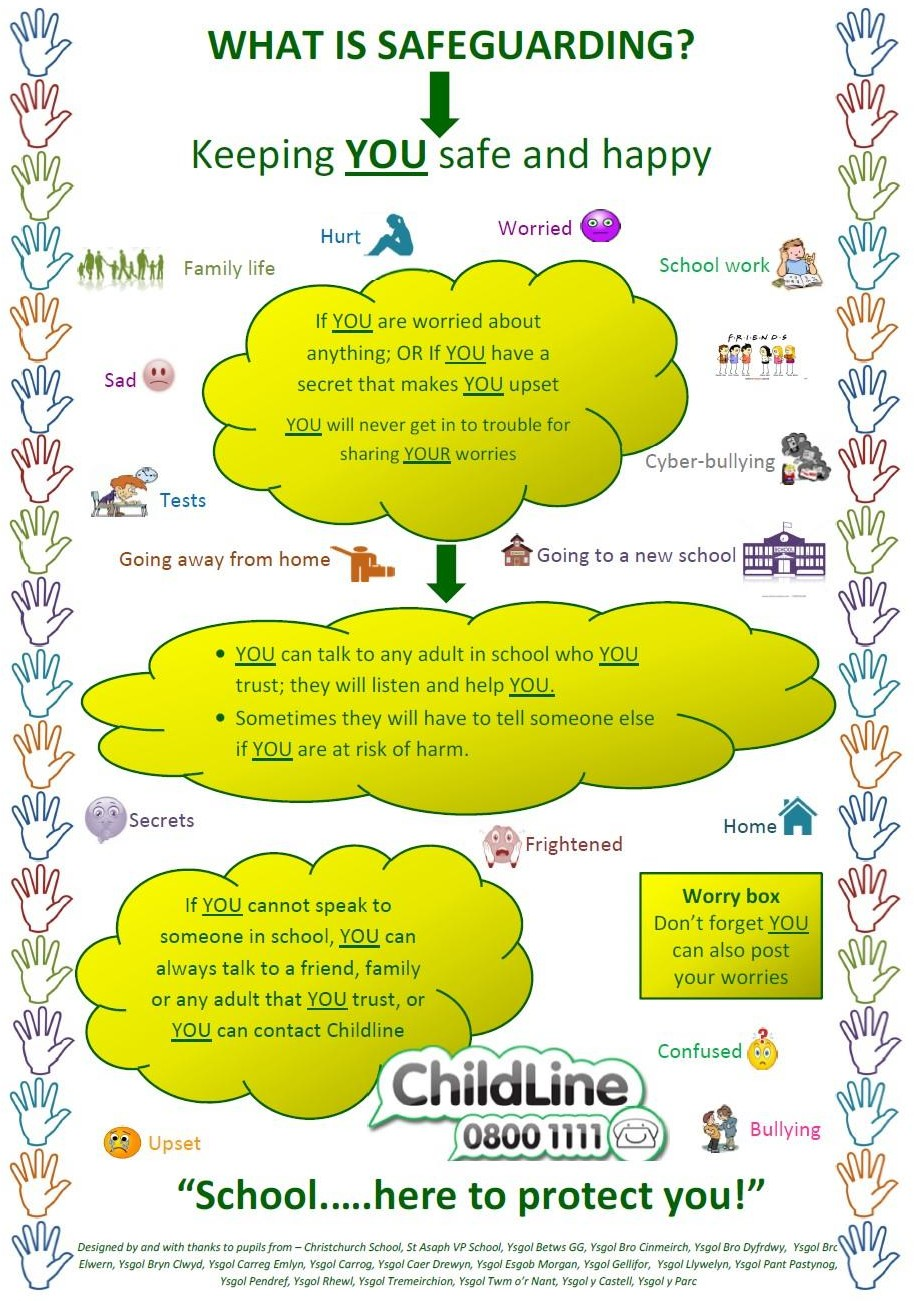 WHAT IS SAFEGUARDING?
Keeping YOU safe and happy
Hurt
Worried
Family life
School work
If YOU are worried about
anything; OR If YOU have a
secret that makes YOU upset
YOU will never get in to trouble for
sharing YOUR worries
F·R·I·E·N·D·S
Sad
Cyber-bullying
Tests
Going away from home
Going to a new school
SCHOOL
• YOU can talk to any adult in school who YOU
trust; they will listen and help YOU.
• Sometimes they will have to tell someone else
if YOU are at risk of harm.
Secrets
Frightened
Home
If YOU cannot speak to
someone in school, YOU can
always talk to a friend, family
or any adult that YOU trust, or
YOU can contact Childline
Worry box
Don’t forget YOU
can also post
your worries
Confused
ChildLine
0800 1111
Upset
Bullying
“School.….here to protect you!”
Designed by and with thanks to pupils from – Christchurch School, St Asaph VP School, Ysgol Betws GG, Ysgol Bro Cinmeirch, Ysgol Bro Dyfrdwy, Ysgol Bro
Elwern, Ysgol Bryn Clwyd, Ysgol Carreg Emlyn, Ysgol Carrog, Ysgol Caer Drewyn, Ysgol Esgob Morgan, Ysgol Gellifor, Ysgol Llywelyn, Ysgol Pant Pastynog,
Ysgol Pendref, Ysgol Rhewl, Ysgol Tremeirchion, Ysgol Twm o’r Nant, Ysgol y Castell, Ysgol y Parc